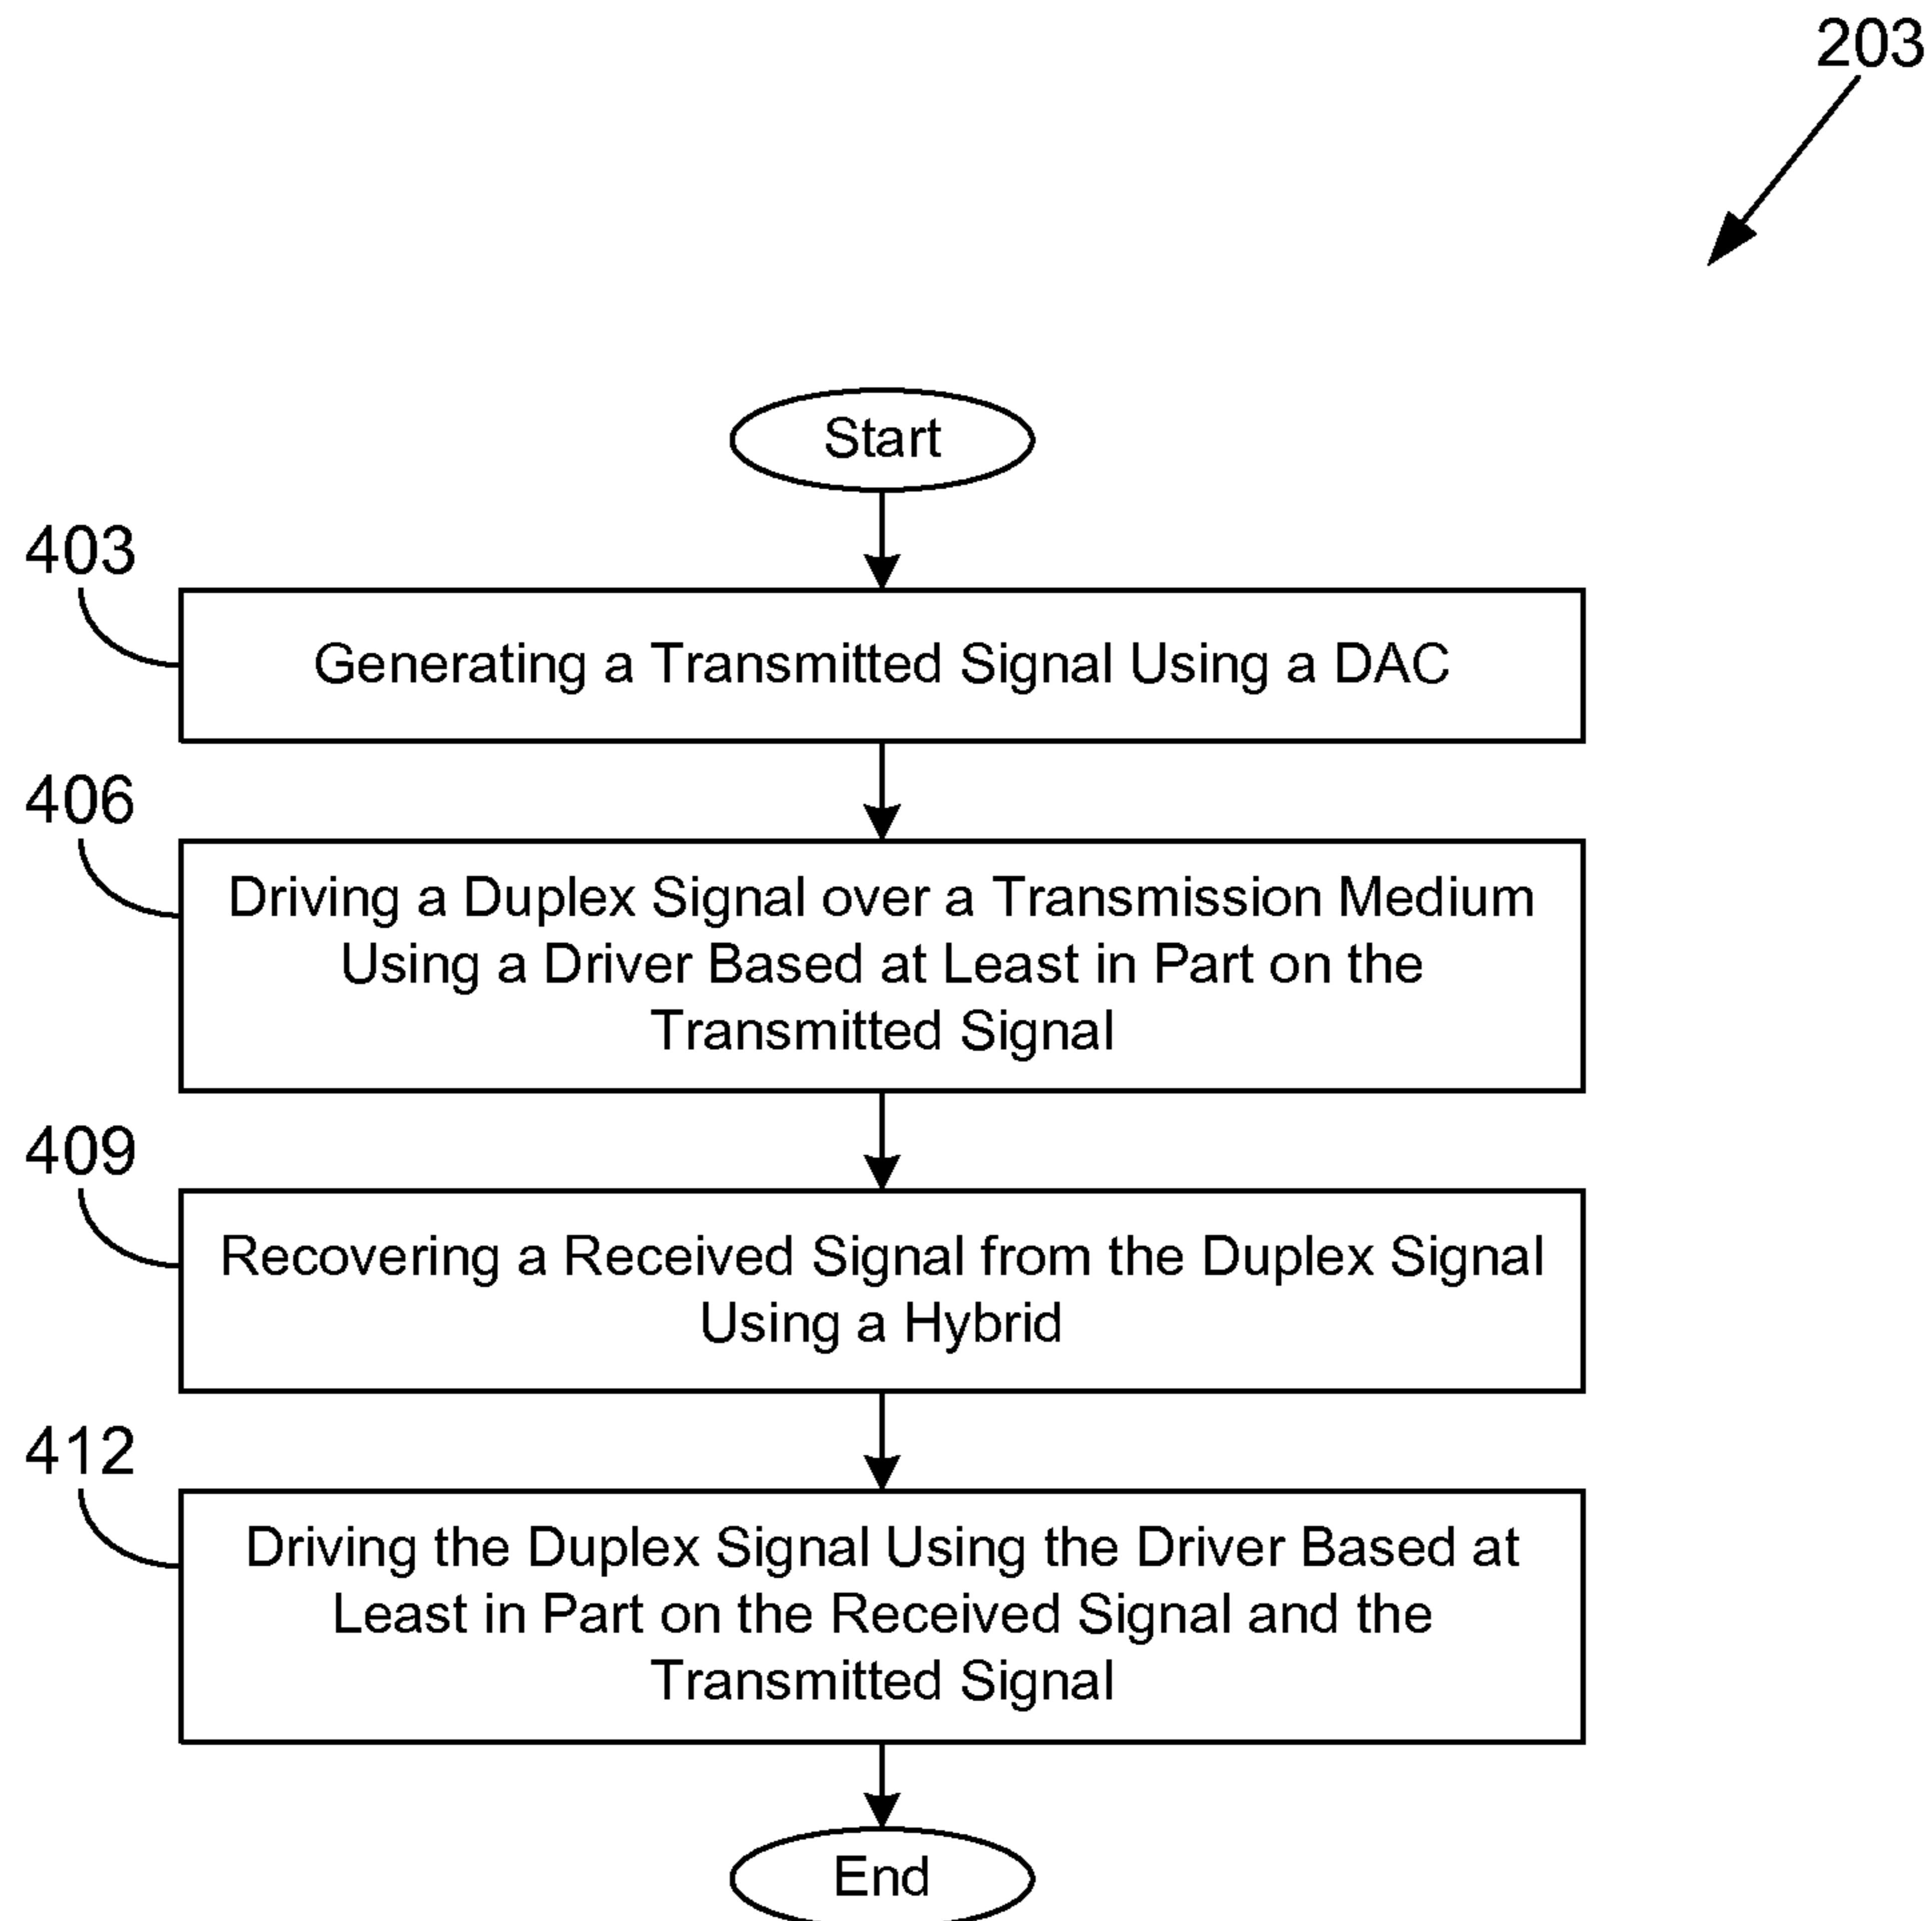 203
Start
403
Generating a Transmitted Signal Using a DAC
406
Driving a Duplex Signal over a Transmission Medium
Using a Driver Based at Least in Part on the
Transmitted Signal
409
Recovering a Received Signal from the Duplex Signal
Using a Hybrid
412
Driving the Duplex Signal Using the Driver Based at
Least in Part on the Received Signal and the
Transmitted Signal
End